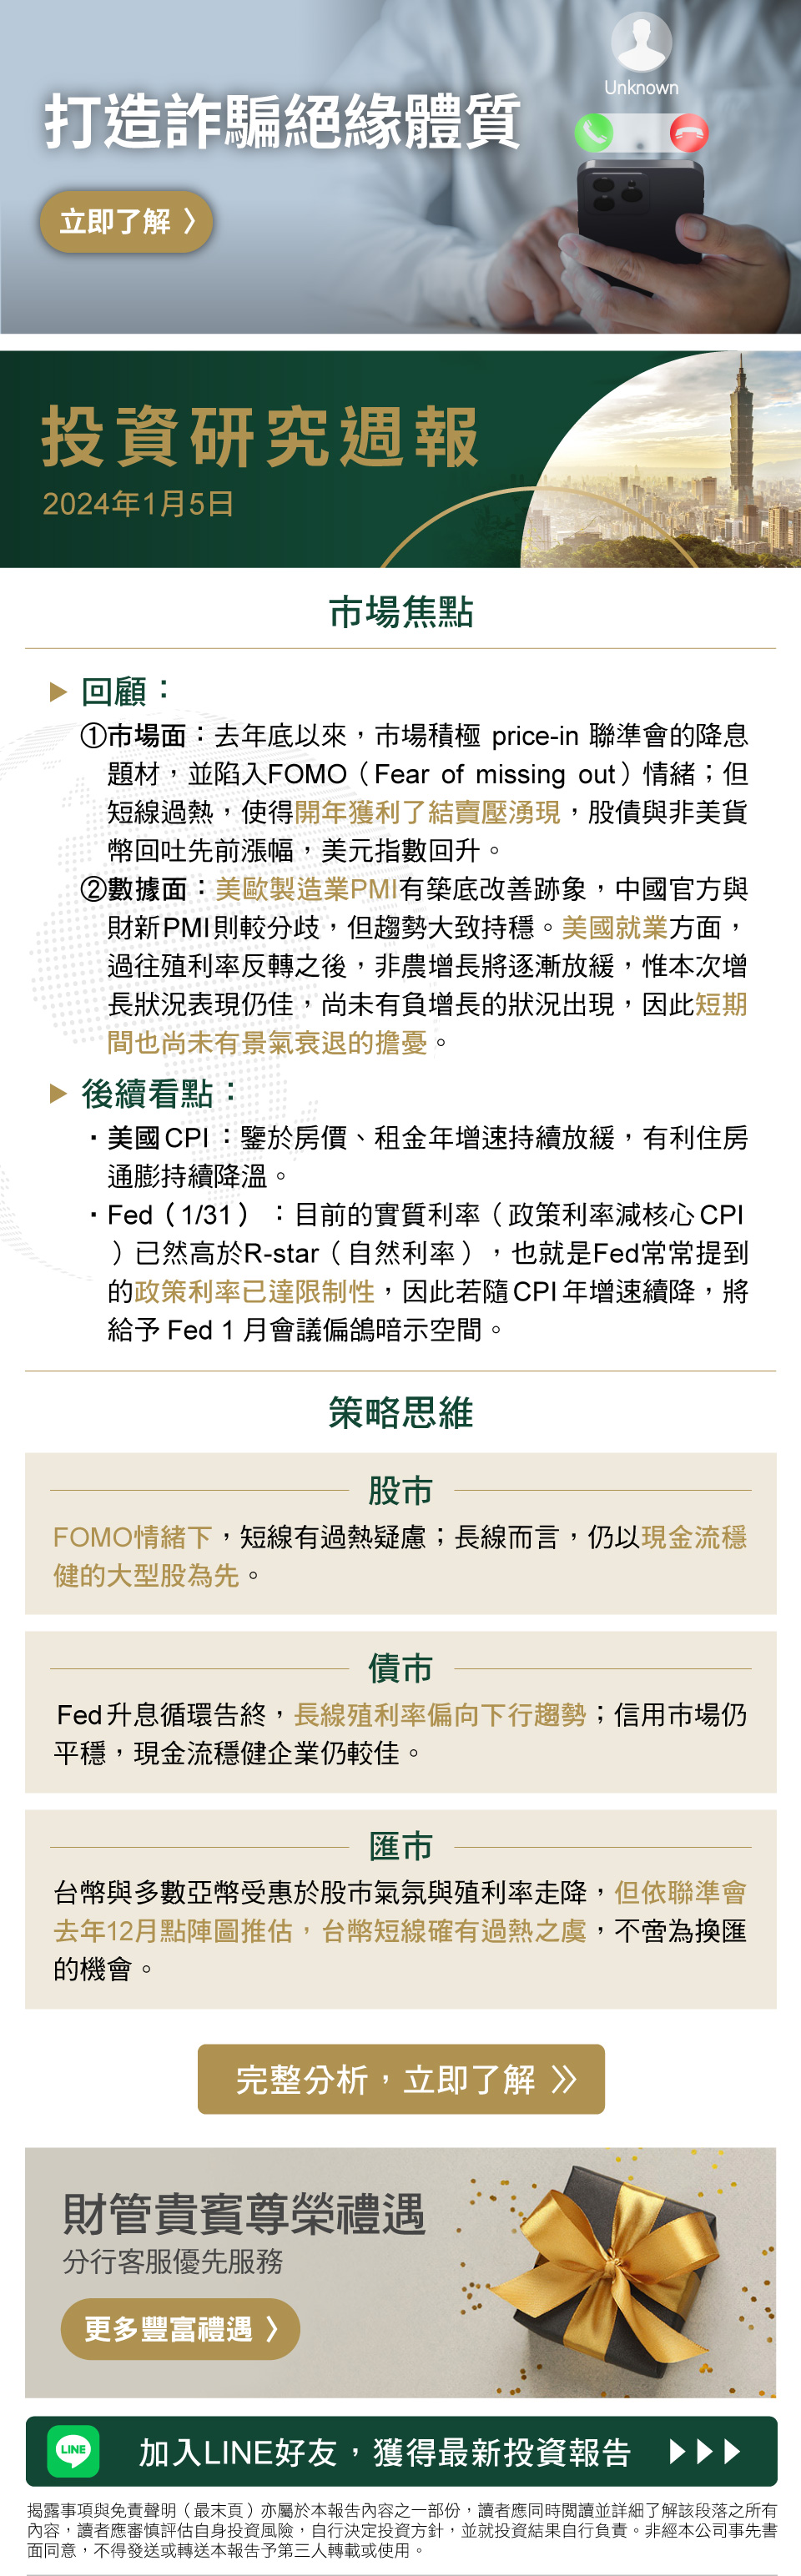 Unknown
打造詐騙絕緣體質
立即了解 〉
投資研究週報
2024年1月5日
市場焦點
▶ 回顧：
①市場面：去年底以來，市場積極 price-in 聯準會的降息
題材，並陷入FOMO（Fear of missing out）情緒；但
短線過熱，使得開年獲利了結賣壓湧現，股債與非美貨
幣回吐先前漲幅，美元指數回升。
②數據面：美歐製造業PMI有築底改善跡象，中國官方與
財新PMI則較分歧，但趨勢大致持穩。美國就業方面，
過往殖利率反轉之後，非農增長將逐漸放緩，惟本次增
長狀況表現仍佳，尚未有負增長的狀況出現，因此短期
間也尚未有景氣衰退的擔憂。
▶ 後續看點：
・美國CPI：鑒於房價、租金年增速持續放緩，有利住房
通膨持續降溫。
・Fed（1/31）：目前的實質利率（政策利率減核心CPI
）已然高於R-star（自然利率），也就是Fed常常提到
的政策利率已達限制性，因此若隨CPI年增速續降，將
給予 Fed 1 月會議偏鴿暗示空間。
策略思維
股市
FOMO情緒下，短線有過熱疑慮；長線而言，仍以現金流穩
健的大型股為先。
債市
Fed升息循環告終，長線殖利率偏向下行趨勢；信用市場仍
平穩，現金流穩健企業仍較佳。
匯市
台幣與多數亞幣受惠於股市氣氛與殖利率走降，但依聯準會
去年12月點陣圖推估，台幣短線確有過熱之虞，不啻為換匯
的機會。
完整分析，立即了解 》
財管貴賓尊榮禮遇
分行客服優先服務
更多豐富禮遇 〉
LINE
加入LINE好友，獲得最新投資報告 ▶▶▶
揭露事項與免責聲明（最末頁）亦屬於本報告內容之一部份，讀者應同時閱讀並詳細了解該段落之所有
內容，讀者應審慎評估自身投資風險，自行決定投資方針，並就投資結果自行負責。非經本公司事先書
面同意，不得發送或轉送本報告予第三人轉載或使用。